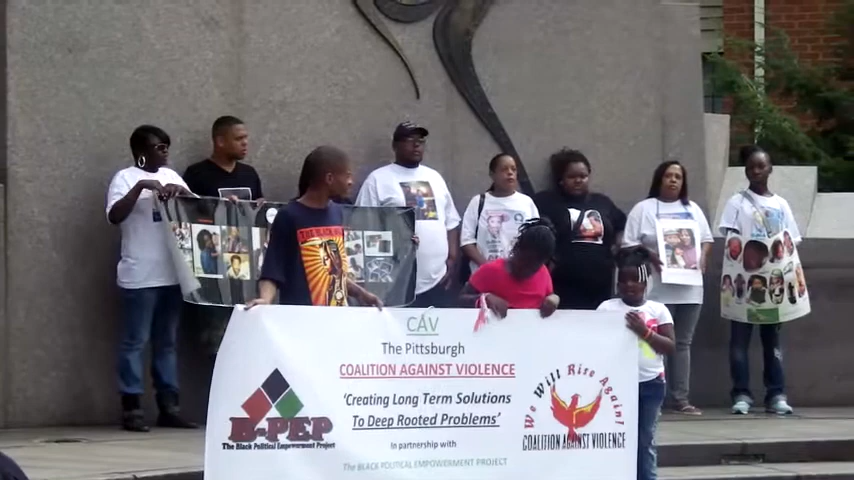 CAV
The Pittsburgh
COALITION AGAINST VIOLENCE
'Creating Long Term Solutions
To Deep Rooted Problems'
In partnership with
The BLACK POLITICAL EMPOWERMENT PROJECT
B-PEP
The Black Political Empowerment Project
We Will Rise Again!
COALITION AGAINST VIOLENCE